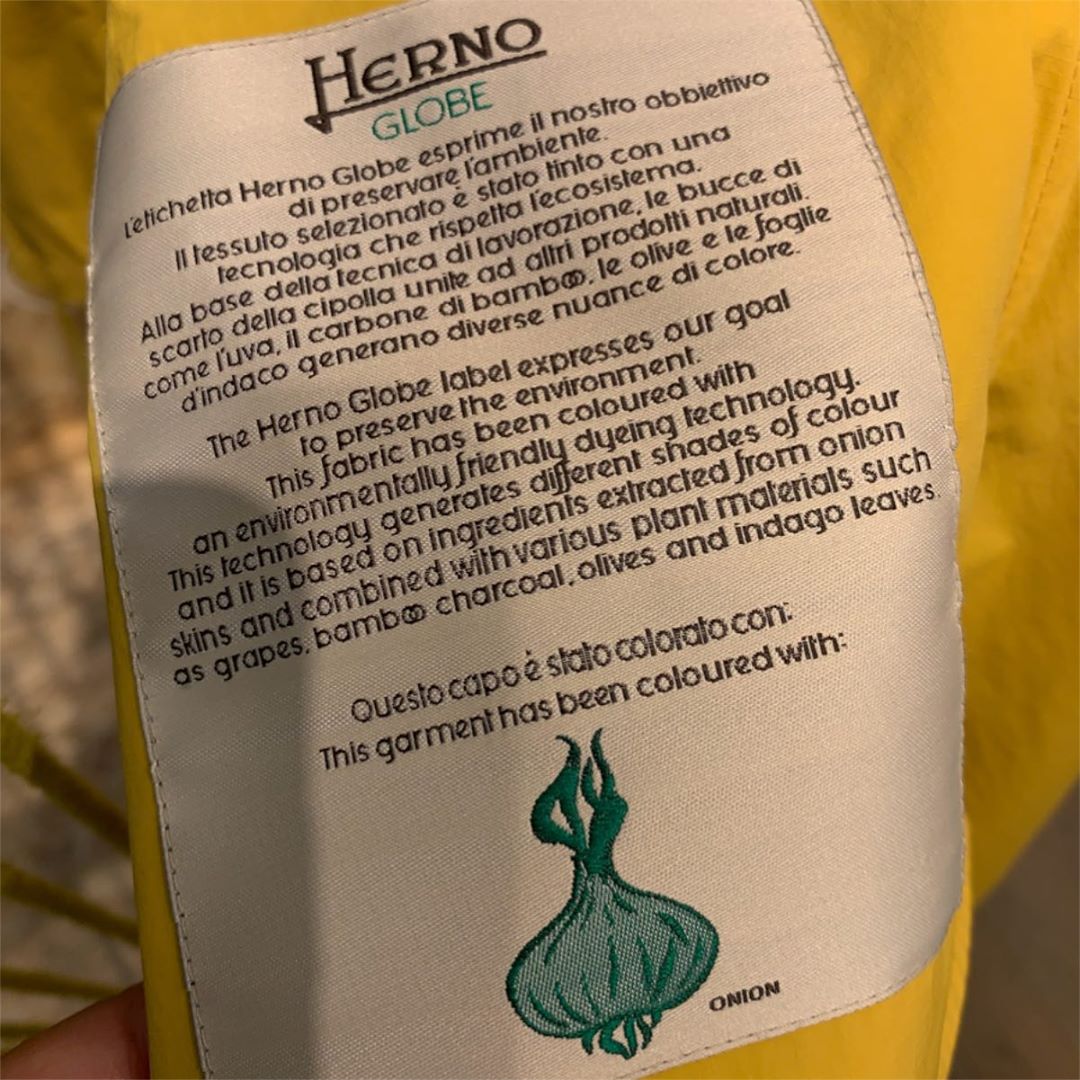 HERNO
GLOBE
L'etichetta Herno Globe esprime il nostro obbiettivo
di preservare l'ambiente.
Il tessuto selezionato è stato tinto con una
tecnologia che rispetta l'ecosistema.
Alla base della tecnica di lavorazione, le bucce di
scarto della cipolla unite ad altri prodotti naturali.
come l'uva, il carbone di bamboo, le olive e le foglie
d'indaco generano diverse nuance di colore.
The Herno Globe label expresses our goal
to preserve the environment.
This fabric has been coloured with
an environmentally friendly dyeing technology.
This technology generates different shades of colour
and it is based on ingredients extracted from onion
skins and combined with various plant materials such
as grapes, bamboo charcoal, olives and indago leaves.
Questo capo è stato colorato con:
This garment has been coloured with:
ONION